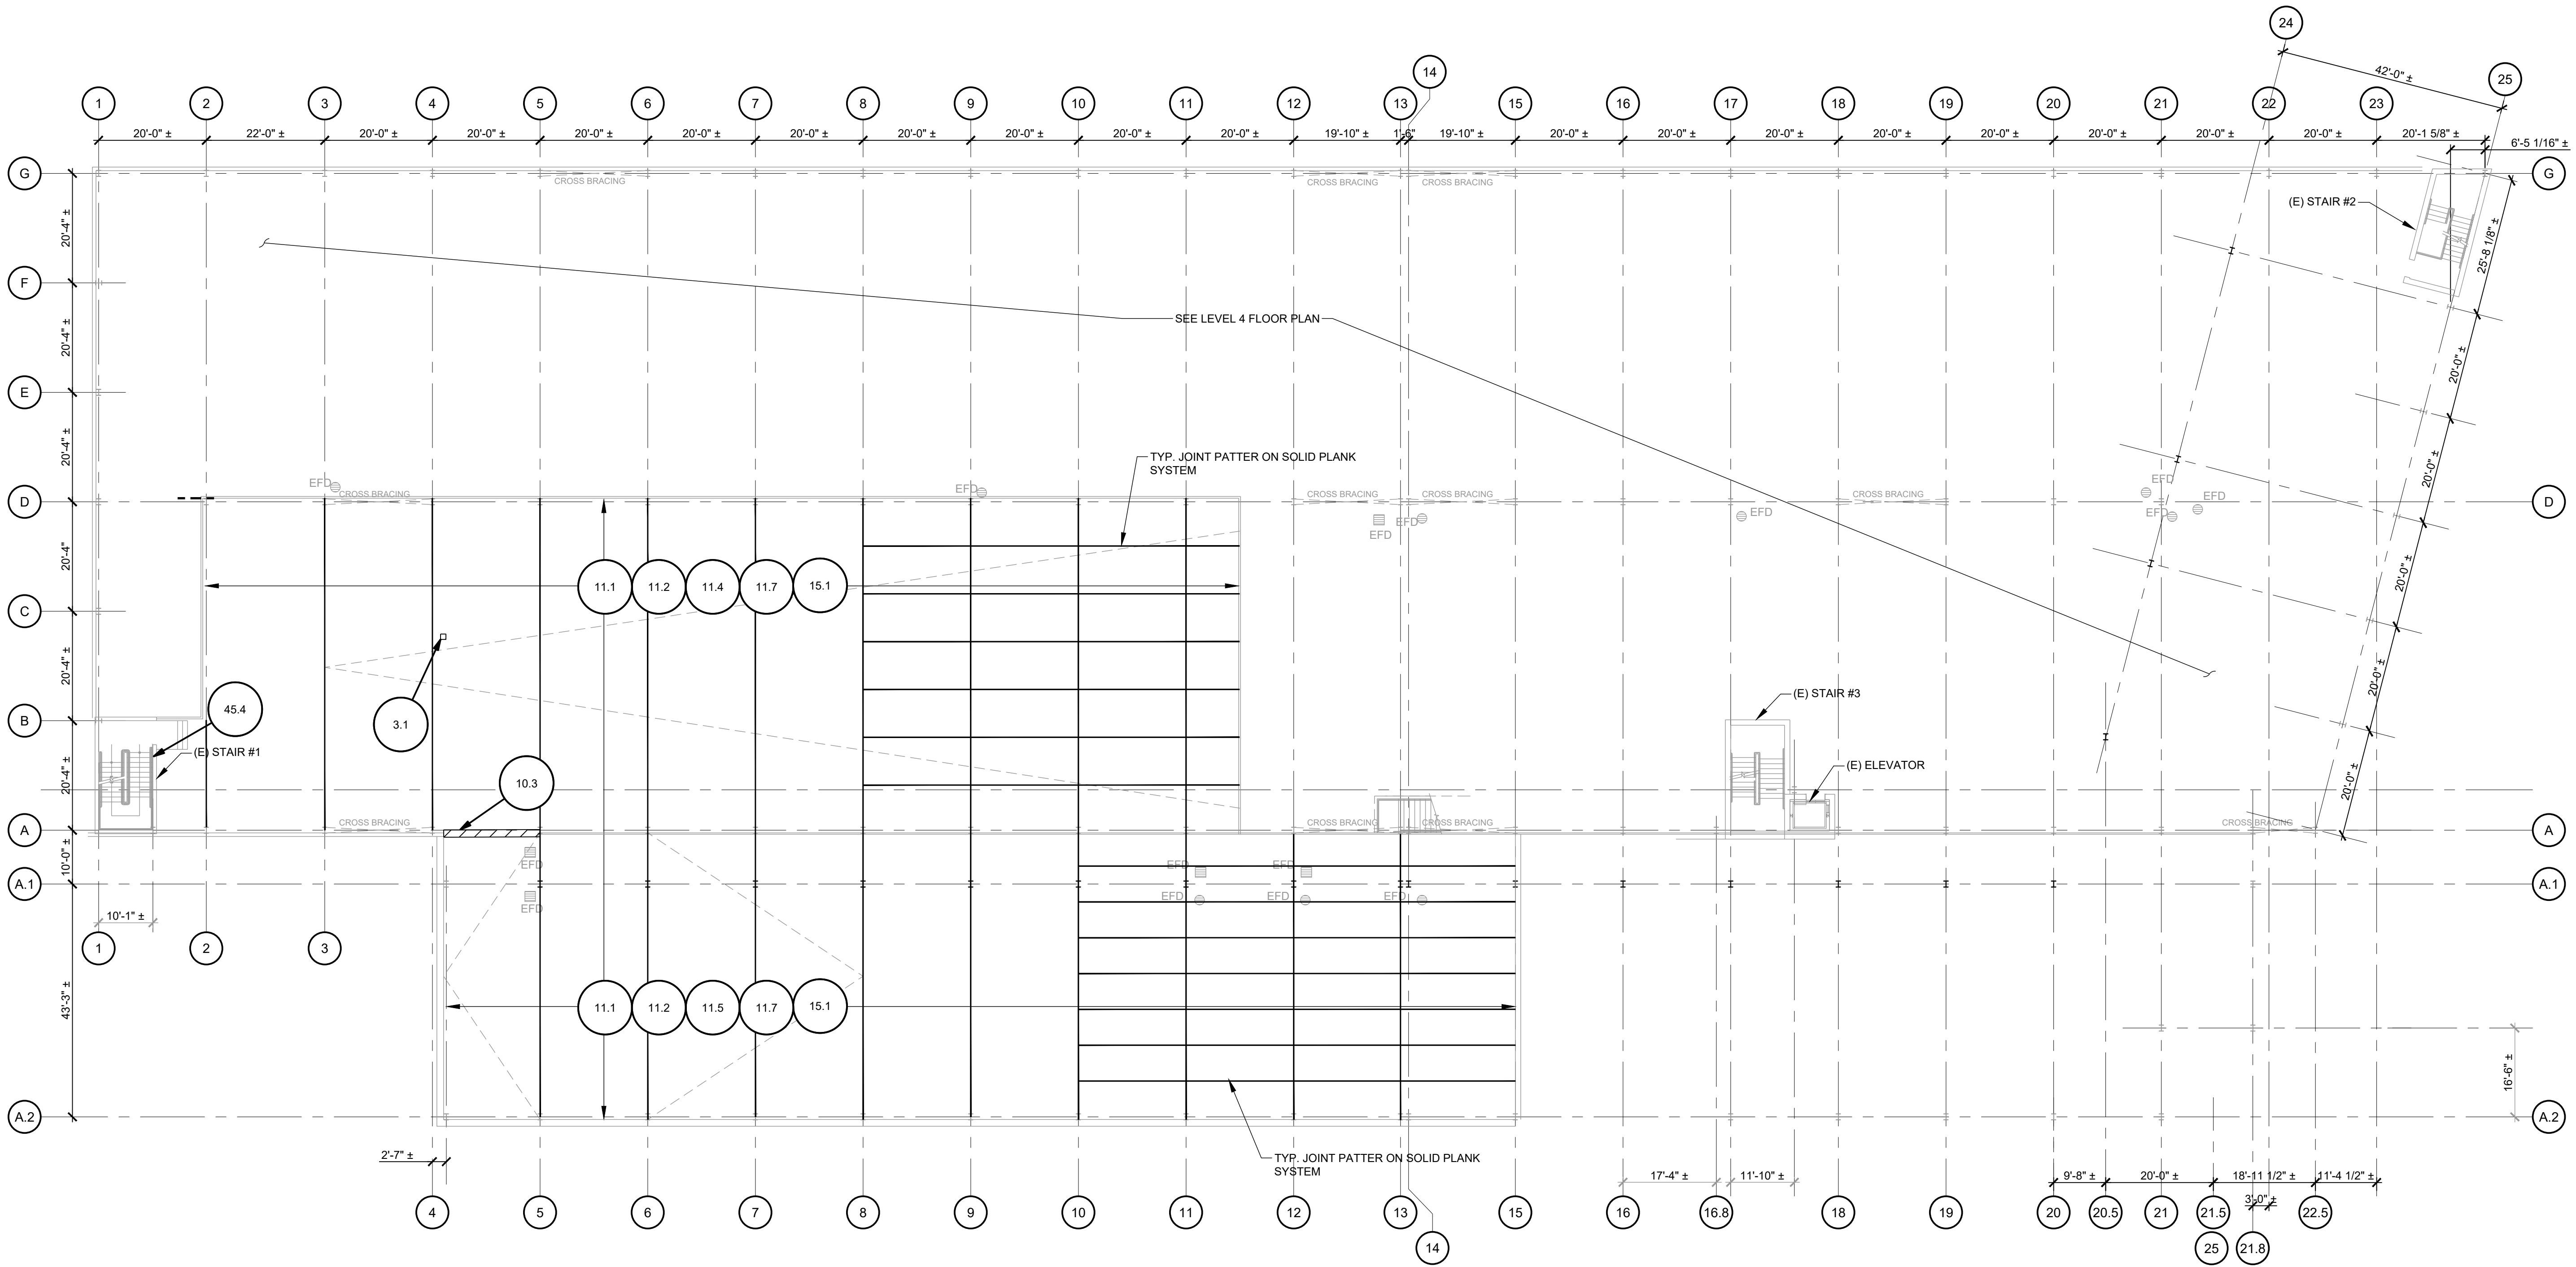 24
42'-0" ±
25
14
1
2
3
4
5
6
7
8
9
10
11
12
13
15
16
17
18
19
20
21
22
23
20'-0" ±
22'-0" ±
20'-0" ±
20'-0" ±
20'-0" ±
20'-0" ±
20'-0" ±
20'-0" ±
20'-0" ±
20'-0" ±
20'-0" ±
19'-10" ±
1'-6"
19'-10" ±
20'-0" ±
20'-0" ±
20'-0" ±
20'-0" ±
20'-0" ±
20'-0" ±
20'-0" ±
20'-0" ±
20'-1 5/8" ±
6'-5 1/16" ±
G
CROSS BRACING
CROSS BRACING
CROSS BRACING
G
(E) STAIR #2
20'-4" ±
25'-8 1/8" ±
F
SEE LEVEL 4 FLOOR PLAN
20'-4" ±
20'-0" ±
E
20'-4" ±
TYP. JOINT PATTER ON SOLID PLANK
SYSTEM
20'-0" ±
EFD
EFD
EFD
EFD
D
CROSS BRACING
CROSS BRACING
CROSS BRACING
CROSS BRACING
D
EFD
EFD
EFD
EFD
20'-4"
11.1
11.2
11.4
11.7
15.1
20'-0" ±
C
20'-4" ±
20'-0" ±
45.4
3.1
B
(E) STAIR #3
(E) STAIR #1
10.3
(E) ELEVATOR
20'-4" ±
20'-0" ±
A
CROSS BRACING
CROSS BRACING
CROSS BRACING
CROSS BRACING
A
10'-0" ±
EFD
EFD
EFD
A.1
A.1
EFD
EFD
EFD
EFD
10'-1" ±
1
2
3
43'-3" ±
11.1
11.2
11.5
11.7
15.1
16'-6" ±
A.2
A.2
2'-7" ±
TYP. JOINT PATTER ON SOLID PLANK
SYSTEM
17'-4" ±
11'-10" ±
9'-8" ±
20'-0" ±
18'-11 1/2" ±
11'-4 1/2" ±
3'-0" ±
4
5
6
7
8
9
10
11
12
13
15
16
16.8
17
18
19
20
20.5
21
21.5
22
22.5
14
25
21.8